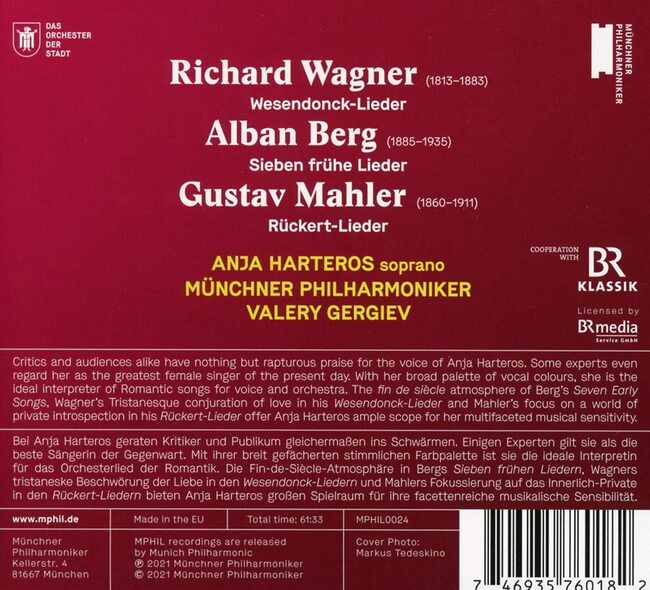 DAS
ORCHESTER
DER
STADT
MÜNCHNER
PHILHARMONIKER
Richard Wagner (1813–1883)
Wesendonck-Lieder
Alban Berg (1885–1935)
Sieben frühe Lieder
Gustav Mahler (1860–1911)
Rückert-Lieder
ANJA HARTEROS soprano
MÜNCHNER PHILHARMONIKER
VALERY GERGIEV
COOPERATION
WITH
BR
KLASSIK
Licensed by
BRmedia
Service GmbH
Critics and audiences alike have nothing but rapturous praise for the voice of Anja Harteros. Some experts even
regard her as the greatest female singer of the present day. With her broad palette of vocal colours, she is the
ideal interpreter of Romantic songs for voice and orchestra. The fin de siècle atmosphere of Berg's Seven Early
Songs, Wagner's Tristanesque conjuration of love in his Wesendonck-Lieder and Mahler's focus on a world of
private introspection in his Rückert-Lieder offer Anja Harteros ample scope for her multifaceted musical sensitivity.
Bei Anja Harteros geraten Kritiker und Publikum gleichermaßen ins Schwärmen. Einigen Experten gilt sie als die
beste Sängerin der Gegenwart. Mit ihrer breit gefächerten stimmlichen Farbpalette ist sie die ideale Interpretin
für das Orchesterlied der Romantik. Die Fin-de-Siècle-Atmosphäre in Bergs Sieben frühen Liedern, Wagners
tristaneske Beschwörung der Liebe in den Wesendonck-Liedern und Mahlers Fokussierung auf das Innerlich-Private
in den Rückert-Liedern bieten Anja Harteros großen Spielraum für ihre facettenreiche musikalische Sensibilität.
www.mphil.de
Made in the EU
Total time: 61:33
MPHIL0024
Münchner
Philharmoniker
Kellerstr. 4
81667 München
MPHIL recordings are released
by Munich Philharmonic
℗ 2021 Münchner Philharmoniker
© 2021 Münchner Philharmoniker
Cover Photo:
Markus Tedeskino
7 46935 76018 2